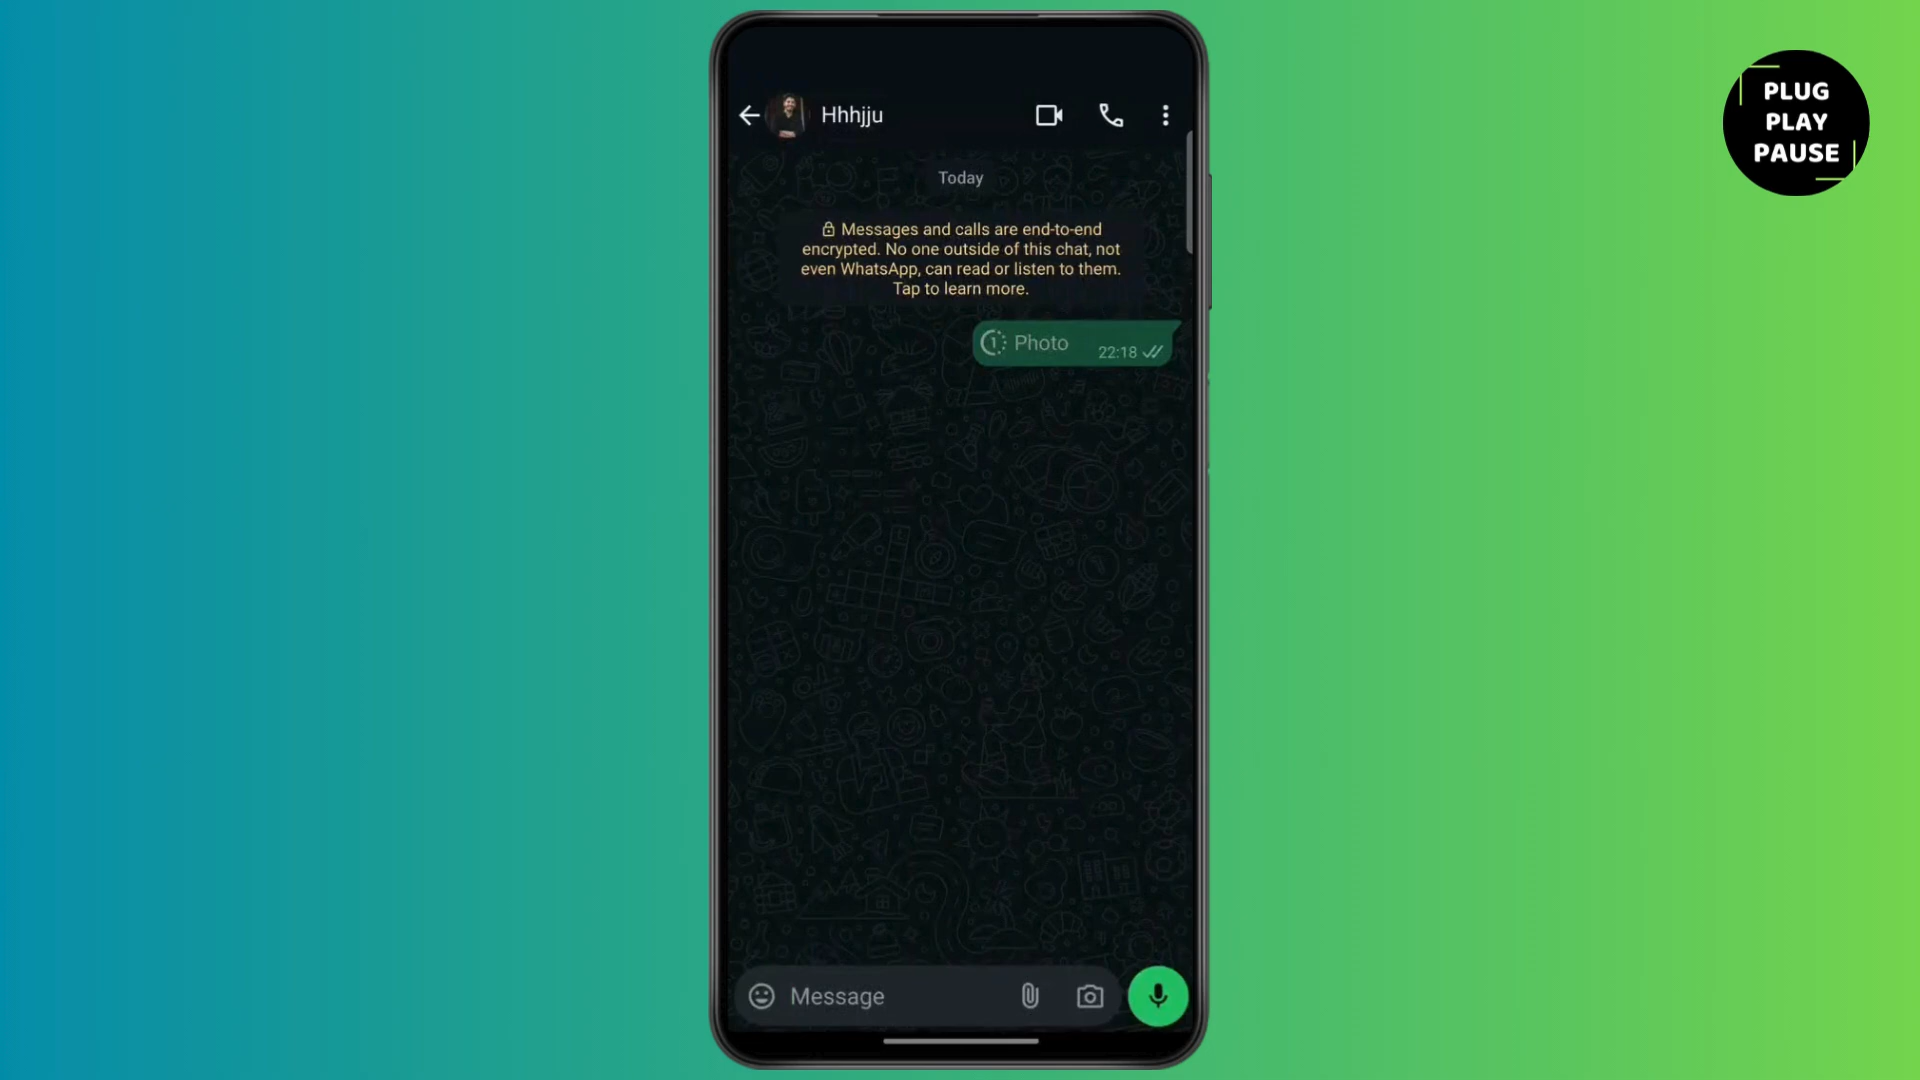 PLUG
PLAY
PAUSE
Hhhjju
Today
Messages and calls are end-to-end
encrypted. No one outside of this chat, not
even WhatsApp, can read or listen to them.
Tap to learn more.
1 Photo 22:18
Message